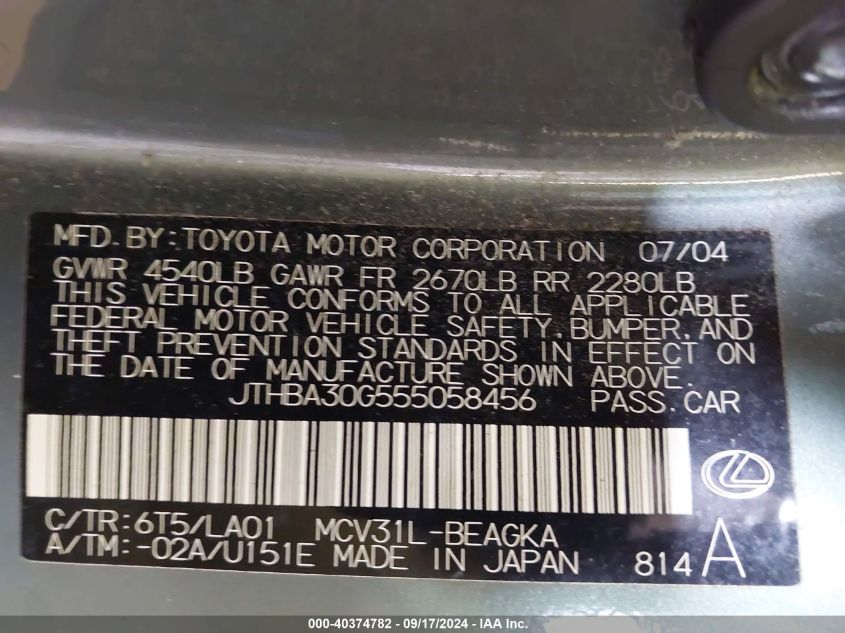 MFD. BY: TOYOTA MOTOR CORPORATION 07/04
GVWR 4540LB GAWR FR 2670LB RR 2280LB
THIS VEHICLE CONFORMS TO ALL APPLICABLE
FEDERAL MOTOR VEHICLE SAFETY, BUMPER, AND
THEFT PREVENTION STANDARDS IN EFFECT ON
THE DATE OF MANUFACTURE SHOWN ABOVE.
JTHBA30G555058456 PASS. CAR
C/TR: 6T5/LA01 MCV31L-BEAGKA
A/TM: -02A/U151E MADE IN JAPAN 814 A
000-40374782 - 09/17/2024 - IAA Inc.